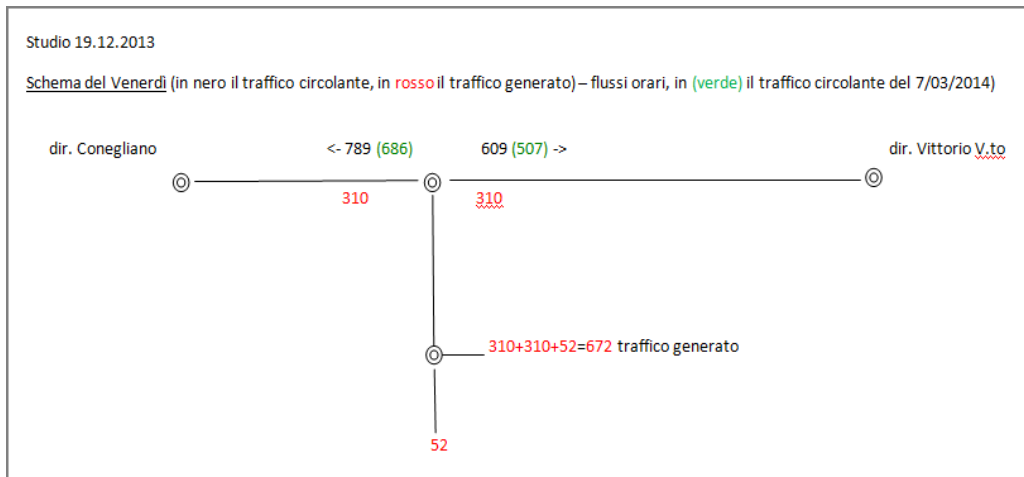 Studio 19.12.2013
Schema del Venerdì (in nero il traffico circolante, in rosso il traffico generato) – flussi orari, in (verde) il traffico circolante del 7/03/2014)
dir. Conegliano <- 789 (686) 609 (507) -> dir. Vittorio V.to
310 310
310+310+52=672 traffico generato
52